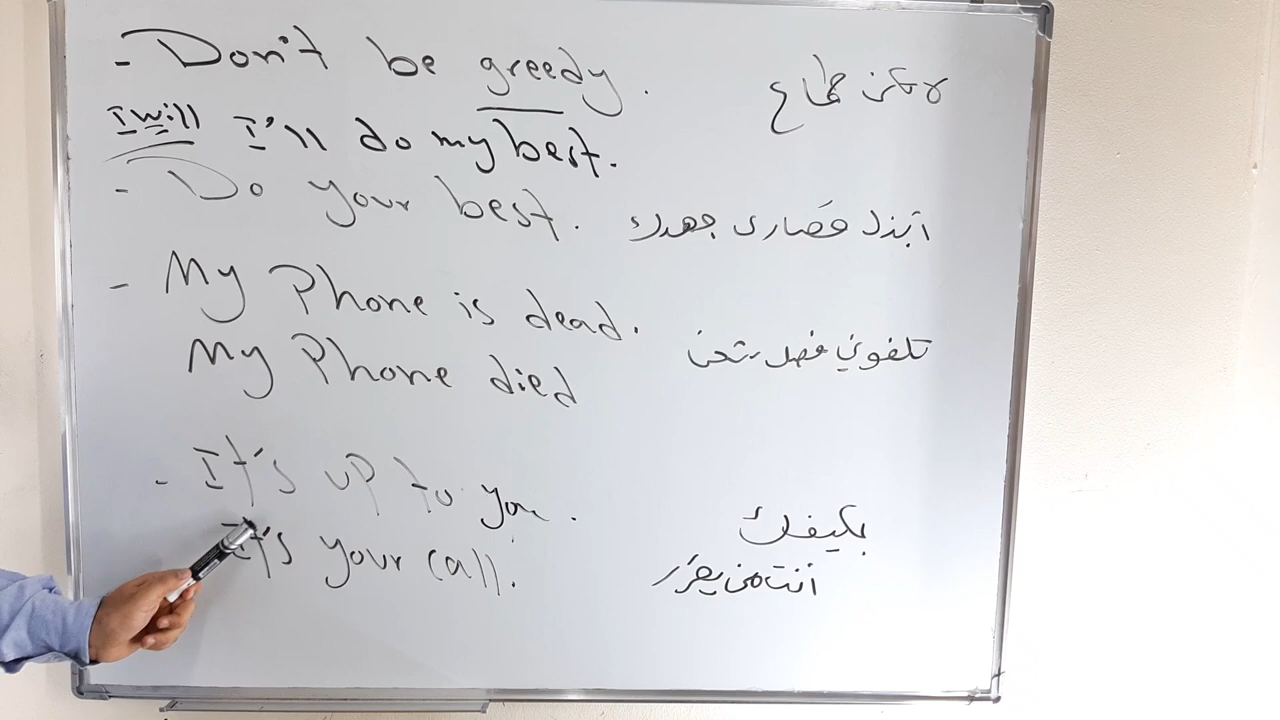 - Don't be greedy. لا تكن طماع
I will I'll do my best.
- Do your best. ابذل قصارى جهدك
- My Phone is dead.
My Phone died تلفوني فصل شحن
- It's up to you. بكيفك
It's your call. أنت من يقرر